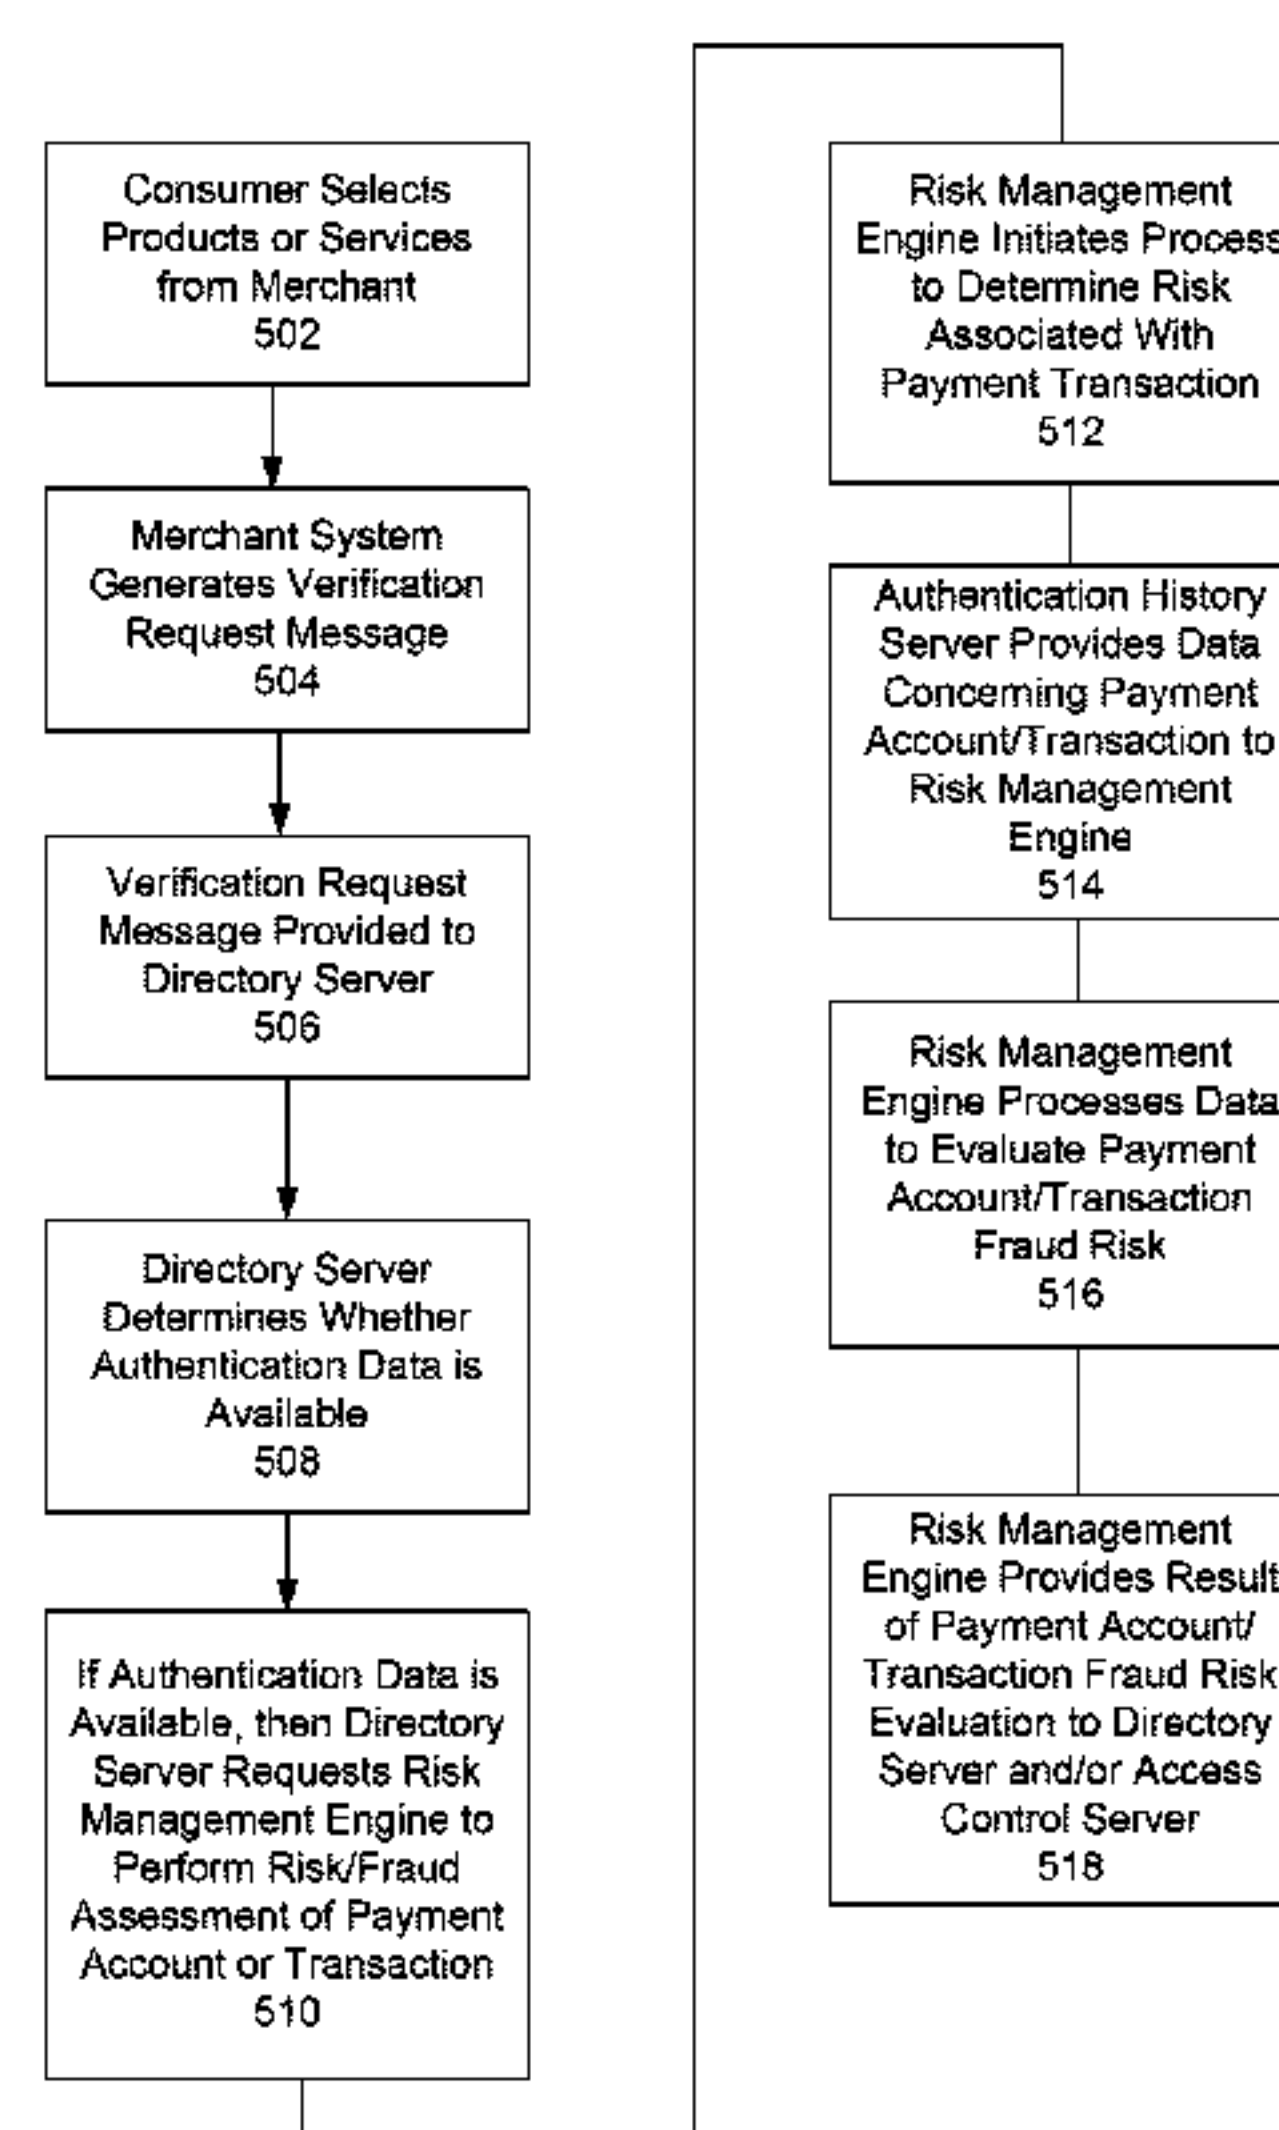 Consumer Selects
Products or Services
from Merchant
502
Merchant System
Generates Verification
Request Message
504
Verification Request
Message Provided to
Directory Server
506
Directory Server
Determines Whether
Authentication Data is
Available
508
If Authentication Data is
Available, then Directory
Server Requests Risk
Management Engine to
Perform Risk/Fraud
Assessment of Payment
Account or Transaction
510
Risk Management
Engine Initiates Process
to Determine Risk
Associated With
Payment Transaction
512
Authentication History
Server Provides Data
Concerning Payment
Account/Transaction to
Risk Management
Engine
514
Risk Management
Engine Processes Data
to Evaluate Payment
Account/Transaction
Fraud Risk
516
Risk Management
Engine Provides Result
of Payment Account/
Transaction Fraud Risk
Evaluation to Directory
Server and/or Access
Control Server
518